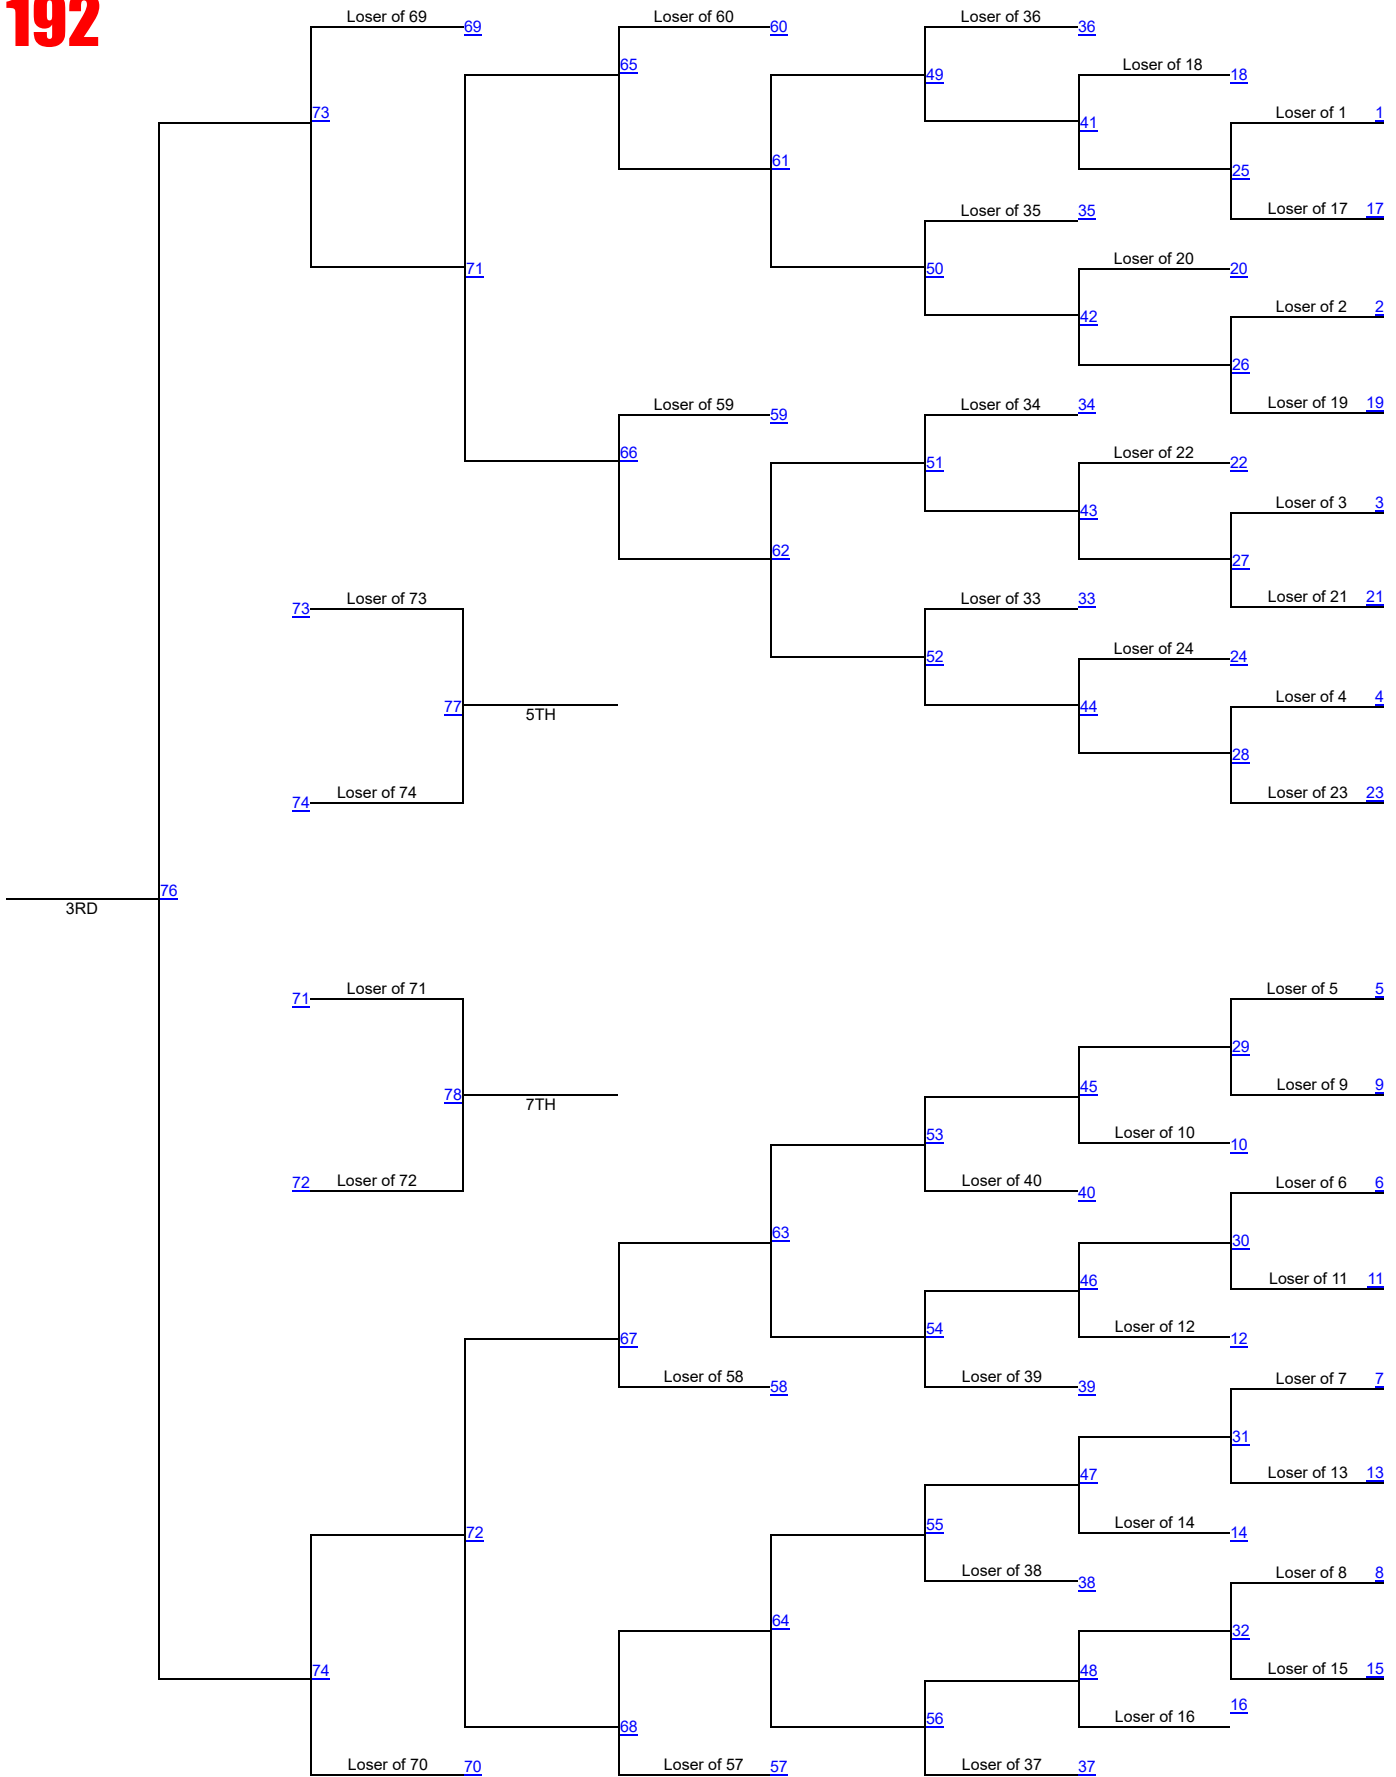 192
Loser of 69 69 Loser of 60 60 Loser of 36 36
65 49 Loser of 18 18
73 41 Loser of 1 1
61 25
Loser of 35 35 Loser of 17 17
71 50 Loser of 20 20
42 Loser of 2 2
26
Loser of 59 59 Loser of 34 34 Loser of 19 19
66 51 Loser of 22 22
43 Loser of 3 3
62 27
73 Loser of 73 Loser of 33 33 Loser of 21 21
52 Loser of 24 24
77 5TH 44 Loser of 4 4
28
74 Loser of 74 Loser of 23 23
76
3RD
71 Loser of 71 Loser of 5 5
29
78 7TH 45 Loser of 9 9
53 Loser of 10 10
72 Loser of 72 Loser of 40 40 Loser of 6 6
63 30
46 Loser of 11 11
67 54 Loser of 12 12
Loser of 58 58 Loser of 39 39 Loser of 7 7
31
47 Loser of 13 13
72 55 Loser of 14 14
Loser of 38 38 Loser of 8 8
64 32
74 48 Loser of 15 15
68 56 Loser of 16 16
Loser of 70 70 Loser of 57 57 Loser of 37 37